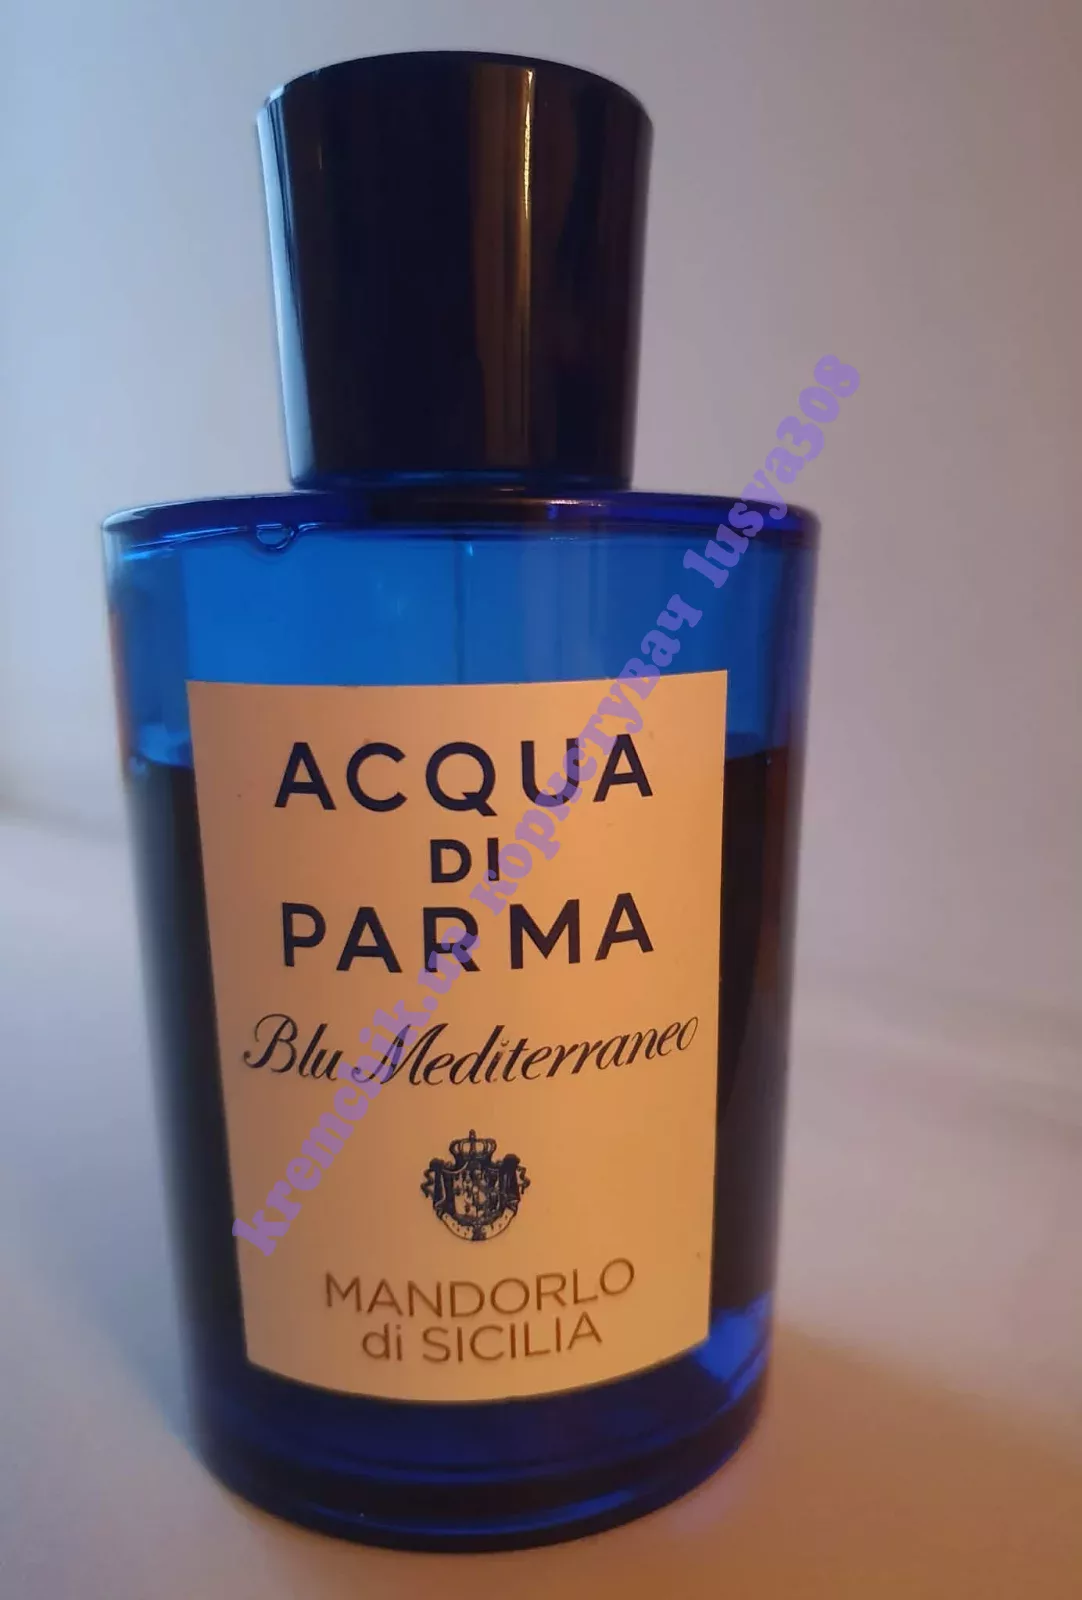 ACQUA
DI
PARMA
Blu Mediterraneo
MANDORLO
di SICILIA
kremchik.ua користувач lusya308